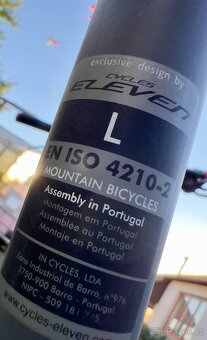 exclusive design by
CYCLES
ELEVEN
L
EN ISO 4210-2
MOUNTAIN BICYCLES
Assembly in Portugal
Montagem em Portugal
Assemblée au Portugal
Montaje en Portugal
IN CYCLES, LDA
Zona Industrial de Barro, nº976
3750-900 Barro - Portugal
NIPC - 509 181
www.cycles-eleven.com